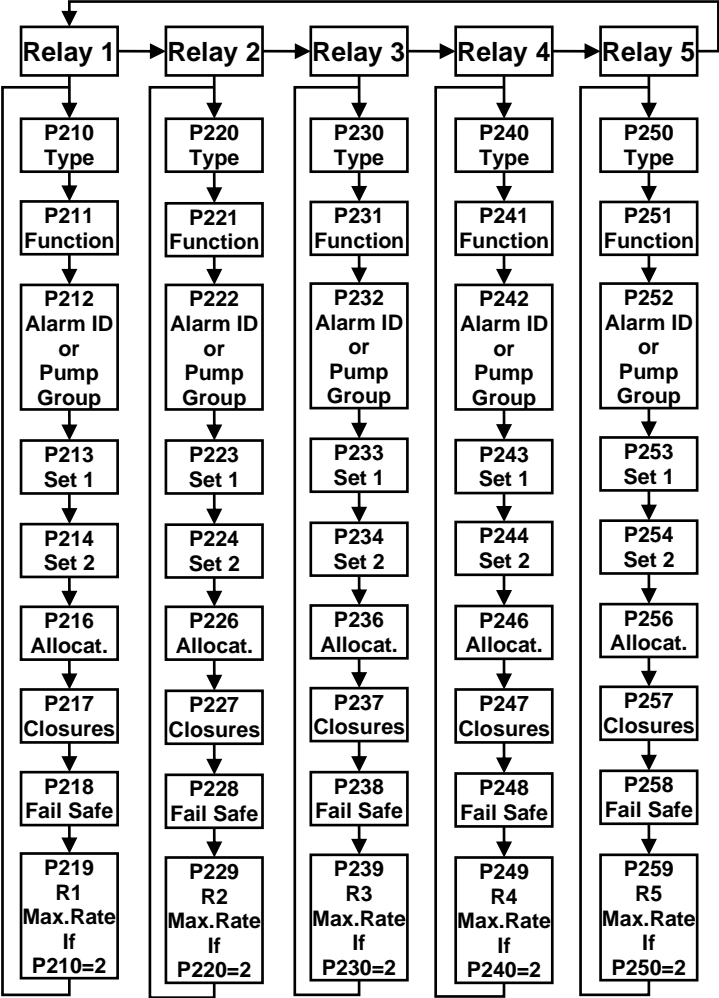 Relay 1
Relay 2
Relay 3
Relay 4
Relay 5
P210
Type
P211
Function
P212
Alarm ID
or
Pump
Group
P213
Set 1
P214
Set 2
P216
Allocat.
P217
Closures
P218
Fail Safe
P219
R1
Max.Rate
If
P210=2
P220
Type
P221
Function
P222
Alarm ID
or
Pump
Group
P223
Set 1
P224
Set 2
P226
Allocat.
P227
Closures
P228
Fail Safe
P229
R2
Max.Rate
If
P220=2
P230
Type
P231
Function
P232
Alarm ID
or
Pump
Group
P233
Set 1
P234
Set 2
P236
Allocat.
P237
Closures
P238
Fail Safe
P239
R3
Max.Rate
If
P230=2
P240
Type
P241
Function
P242
Alarm ID
or
Pump
Group
P243
Set 1
P244
Set 2
P246
Allocat.
P247
Closures
P248
Fail Safe
P249
R4
Max.Rate
If
P240=2
P250
Type
P251
Function
P252
Alarm ID
or
Pump
Group
P253
Set 1
P254
Set 2
P256
Allocat.
P257
Closures
P258
Fail Safe
P259
R5
Max.Rate
If
P250=2